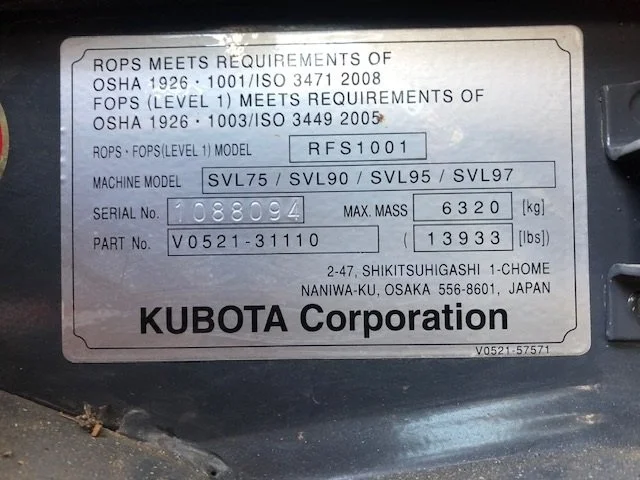 ROPS MEETS REQUIREMENTS OF
OSHA 1926・1001/ISO 3471 2008
FOPS (LEVEL 1) MEETS REQUIREMENTS OF
OSHA 1926・1003/ISO 3449 2005
ROPS・FOPS(LEVEL 1) MODEL RFS1001
MACHINE MODEL SVL75 / SVL90 / SVL95 / SVL97
SERIAL No. 1088094 MAX. MASS 6320 [kg]
PART No. V0521-31110 ( 13933 [lbs])
2-47, SHIKITSUHIGASHI 1-CHOME
NANIWA-KU, OSAKA 556-8601, JAPAN
KUBOTA Corporation
V0521-57571